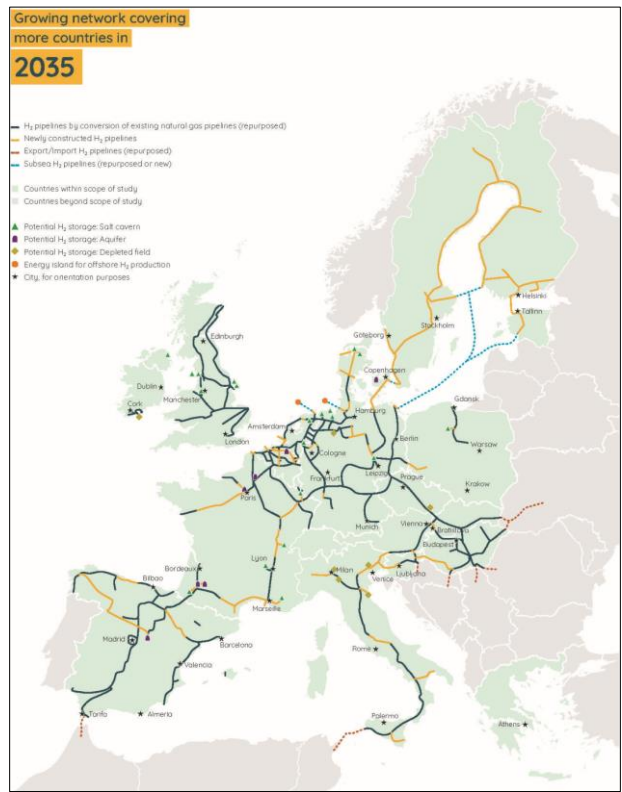 Growing network covering
more countries in
2035
H₂ pipelines by conversion of existing natural gas pipelines (repurposed)
Newly constructed H₂ pipelines
Export/Import H₂ pipelines (repurposed)
Subsea H₂ pipelines (repurposed or new)
Countries within scope of study
Countries beyond scope of study
Potential H₂ storage: Salt cavern
Potential H₂ storage: Aquifer
Potential H₂ storage: Depleted field
Energy island for offshore H₂ production
City, for orientation purposes
Helsinki
Tallinn
Stockholm
Göteborg
Edinburgh
Copenhagen
Dublin
Manchester
Cork
Hamburg
Gdansk
Amsterdam
London
Berlin
Warsaw
Cologne
Leipzig
Frankfurt
Prague
Krakow
Paris
Munich
Vienna
Bratislava
Budapest
Lyon
Milan
Ljubljana
Venice
Bordeaux
Bilbao
Marseille
Madrid
Barcelona
Rome
Valencia
Tarifa
Almeria
Palermo
Athens